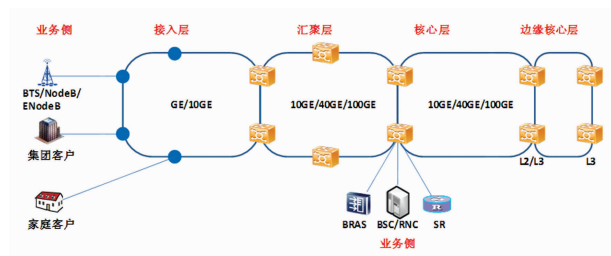 业务侧
接入层
汇聚层
核心层
边缘核心层
BTS/NodeB/
ENodeB
GE/10GE
10GE/40GE/100GE
10GE/40GE/100GE
集团客户
L2/L3
L3
家庭客户
BRAS
BSC/RNC
SR
R
业务侧